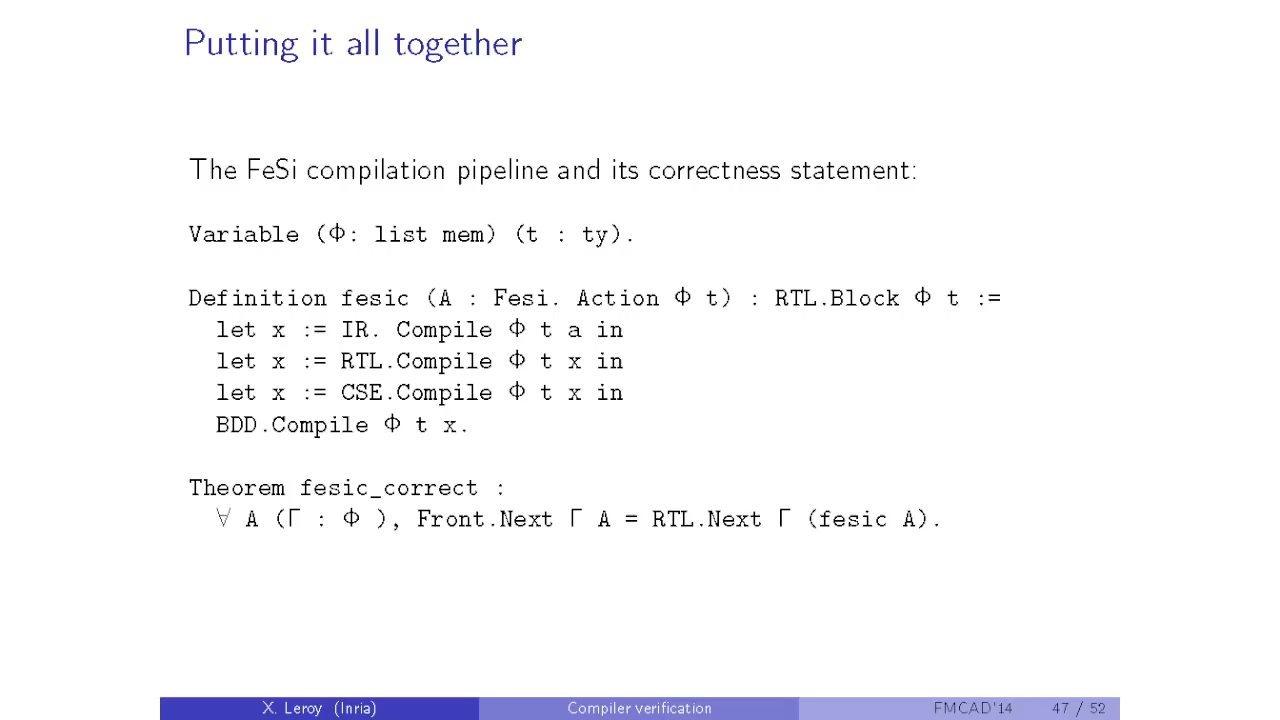 Putting it all together
The FeSi compilation pipeline and its correctness statement:
Variable (Φ: list mem) (t : ty).
Definition fesic (A : Fesi. Action Φ t) : RTL.Block Φ t :=
let x := IR. Compile Φ t a in
let x := RTL.Compile Φ t x in
let x := CSE.Compile Φ t x in
BDD.Compile Φ t x.
Theorem fesic_correct :
∀ A (Γ : Φ ), Front.Next Γ A = RTL.Next Γ (fesic A).
X. Leroy (Inria) Compiler verification FMCAD'14 47 / 52